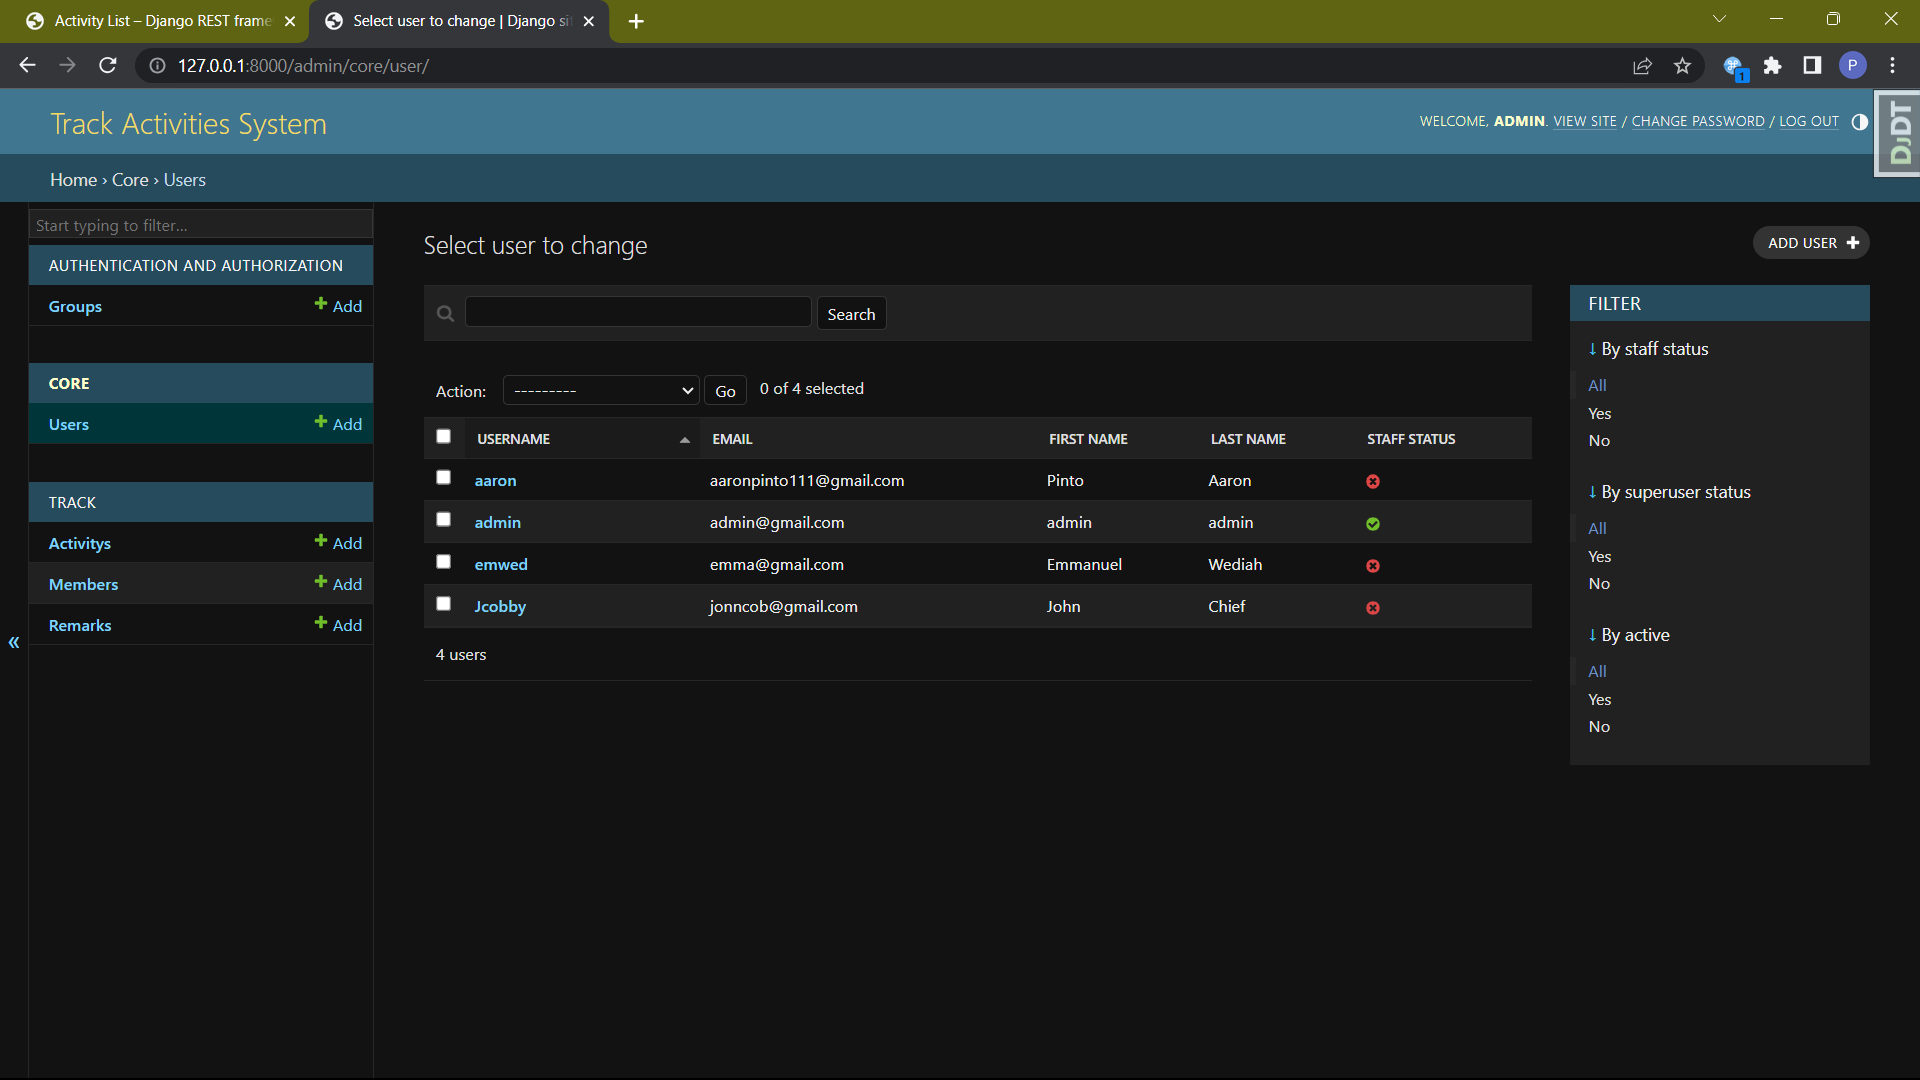 Activity List – Django REST frame
Select user to change | Django si
127.0.0.1:8000/admin/core/user/
1
P
Track Activities System
WELCOME, ADMIN. VIEW SITE / CHANGE PASSWORD / LOG OUT
DjDT
Home › Core › Users
Start typing to filter...
AUTHENTICATION AND AUTHORIZATION
Groups Add
CORE
Users Add
TRACK
Activitys Add
Members Add
Remarks Add
«
Select user to change
ADD USER
Search
Action: --------- Go 0 of 4 selected
USERNAME EMAIL FIRST NAME LAST NAME STAFF STATUS
aaron aaronpinto111@gmail.com Pinto Aaron
admin admin@gmail.com admin admin
emwed emma@gmail.com Emmanuel Wediah
Jcobby jonncob@gmail.com John Chief
4 users
FILTER
↓ By staff status
All
Yes
No
↓ By superuser status
All
Yes
No
↓ By active
All
Yes
No